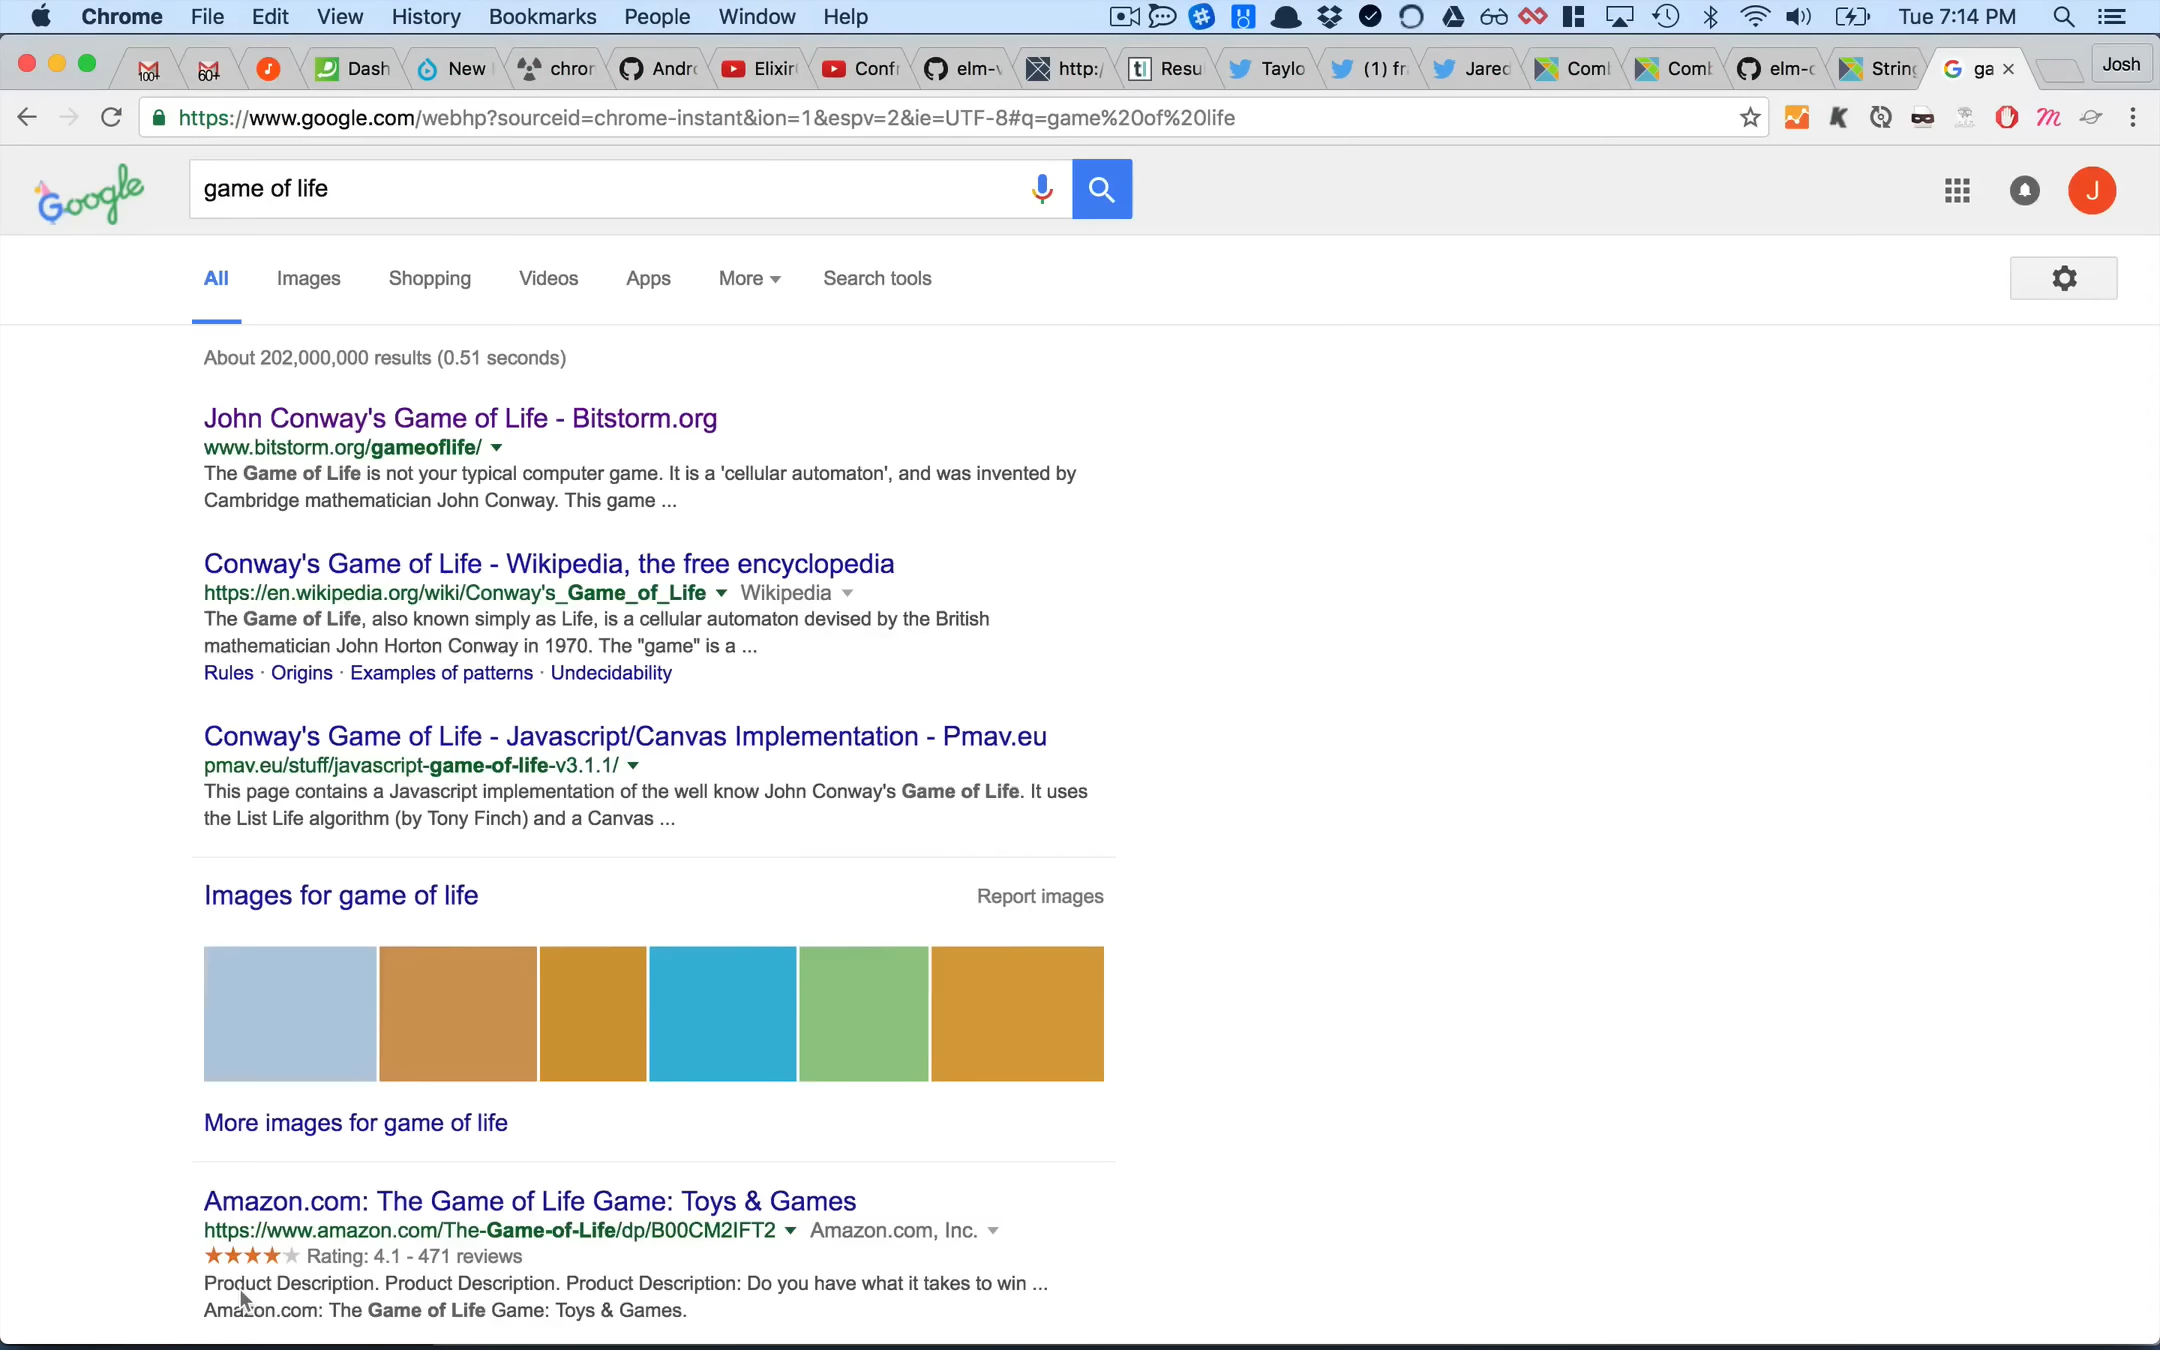 Chrome File Edit View History Bookmarks People Window Help Tue 7:14 PM
100+ 60+ Dash New chror Andro Elixir Confr elm-v http:/ Resu Taylo (1) fr Jared Coml Comb elm-c String ga Josh
https://www.google.com/webhp?sourceid=chrome-instant&ion=1&espv=2&ie=UTF-8#q=game%20of%20life
Google game of life J
All Images Shopping Videos Apps More Search tools
About 202,000,000 results (0.51 seconds)
John Conway's Game of Life - Bitstorm.org
www.bitstorm.org/gameoflife/
The Game of Life is not your typical computer game. It is a 'cellular automaton', and was invented by
Cambridge mathematician John Conway. This game ...
Conway's Game of Life - Wikipedia, the free encyclopedia
https://en.wikipedia.org/wiki/Conway's_Game_of_Life Wikipedia
The Game of Life, also known simply as Life, is a cellular automaton devised by the British
mathematician John Horton Conway in 1970. The "game" is a ...
Rules · Origins · Examples of patterns · Undecidability
Conway's Game of Life - Javascript/Canvas Implementation - Pmav.eu
pmav.eu/stuff/javascript-game-of-life-v3.1.1/
This page contains a Javascript implementation of the well know John Conway's Game of Life. It uses
the List Life algorithm (by Tony Finch) and a Canvas ...
Images for game of life Report images
More images for game of life
Amazon.com: The Game of Life Game: Toys & Games
https://www.amazon.com/The-Game-of-Life/dp/B00CM2IFT2 Amazon.com, Inc.
Rating: 4.1 - 471 reviews
Product Description. Product Description. Product Description: Do you have what it takes to win ...
Amazon.com: The Game of Life Game: Toys & Games.